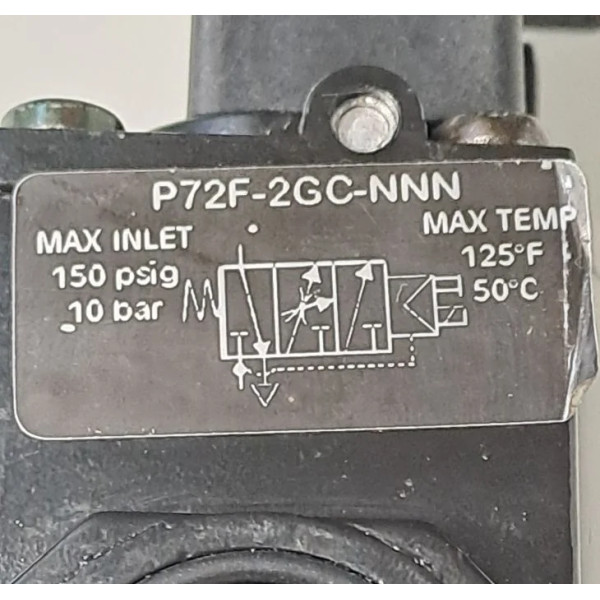 P72F-2GC-NNN
MAX INLET
150 psig
10 bar
MAX TEMP
125°F
50°C